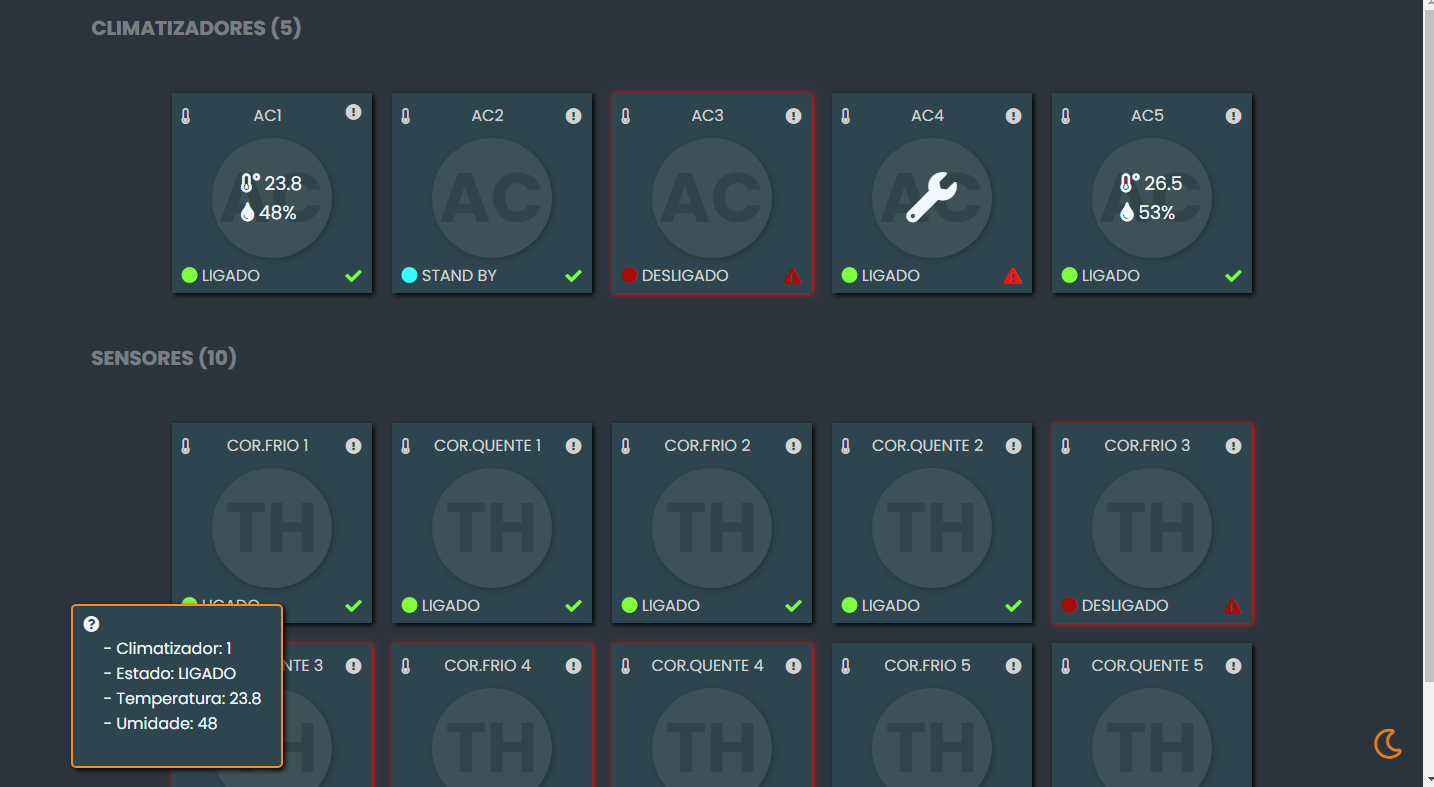 CLIMATIZADORES (5)
AC1
AC2
AC3
AC4
AC5
AC
AC
AC
AC
AC
23.8
48%
26.5
53%
LIGADO
STAND BY
DESLIGADO
LIGADO
LIGADO
SENSORES (10)
COR.FRIO 1
COR.QUENTE 1
COR.FRIO 2
COR.QUENTE 2
COR.FRIO 3
TH
TH
TH
TH
TH
LIGADO
LIGADO
LIGADO
LIGADO
DESLIGADO
- Climatizador: 1
- Estado: LIGADO
- Temperatura: 23.8
- Umidade: 48
NTE 3
COR.FRIO 4
COR.QUENTE 4
COR.FRIO 5
COR.QUENTE 5
H
TH
TH
TH
TH